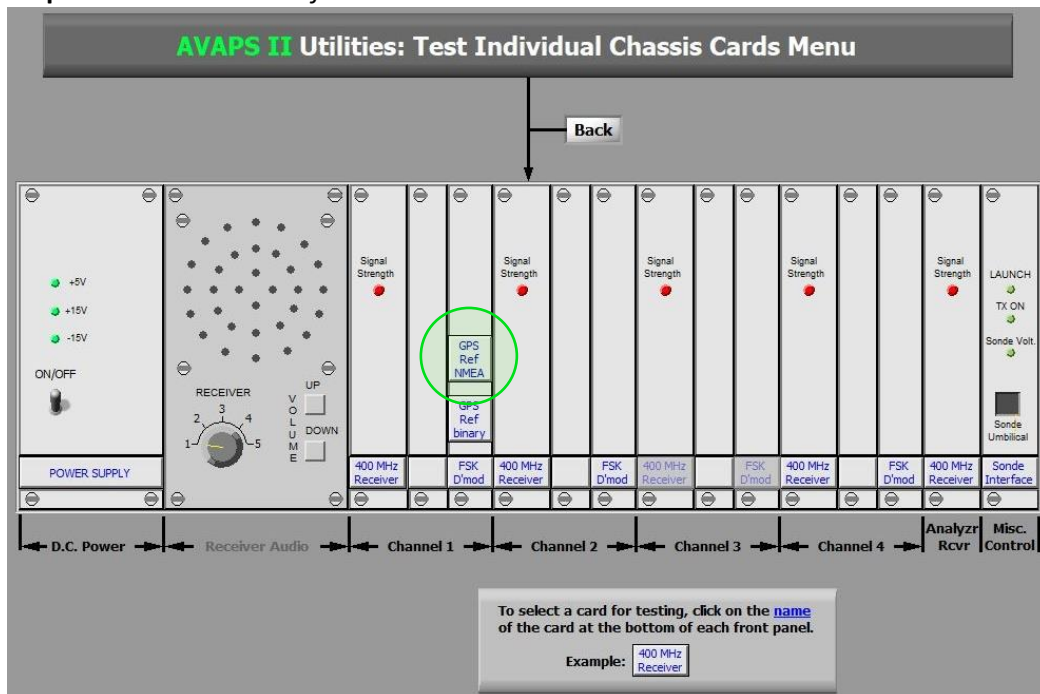 AVAPS II Utilities: Test Individual Chassis Cards Menu
Back
+5V
+15V
-15V
ON/OFF
POWER SUPPLY
RECEIVER
1
2
3
4
5
VOLUME
UP
DOWN
Signal
Strength
400 MHz
Receiver
GPS
Ref
NMEA
GPS
Ref
binary
FSK
D'mod
Signal
Strength
400 MHz
Receiver
FSK
D'mod
Signal
Strength
400 MHz
Receiver
FSK
D'mod
Signal
Strength
400 MHz
Receiver
FSK
D'mod
Signal
Strength
400 MHz
Receiver
LAUNCH
TX ON
Sonde Volt.
Sonde
Umbilical
Sonde
Interface
D.C. Power
Receiver Audio
Channel 1
Channel 2
Channel 3
Channel 4
Analyzr
Rcvr
Misc.
Control
To select a card for testing, click on the name
of the card at the bottom of each front panel.
Example:
400 MHz
Receiver